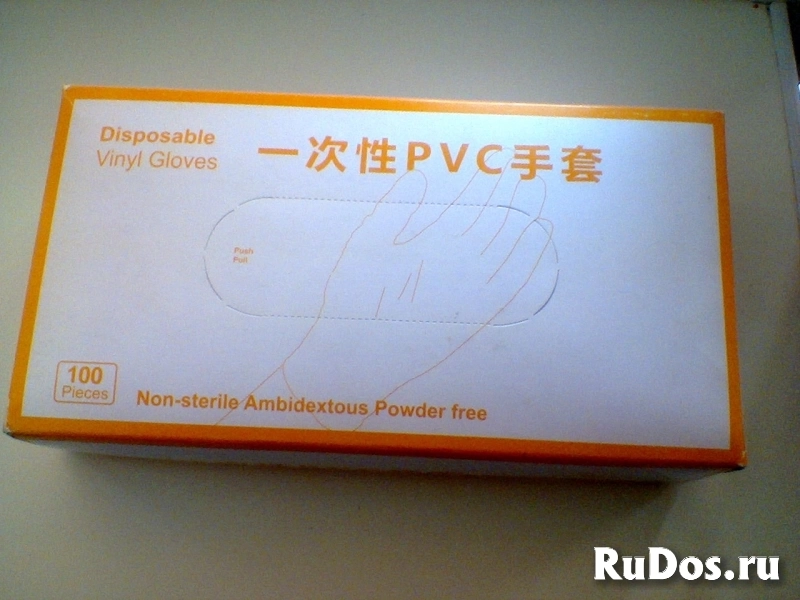 Disposable
Vinyl Gloves
一次性PVC手套
Push
Pull
100
Pieces
Non-sterile Ambidextous Powder free
RuDos.ru